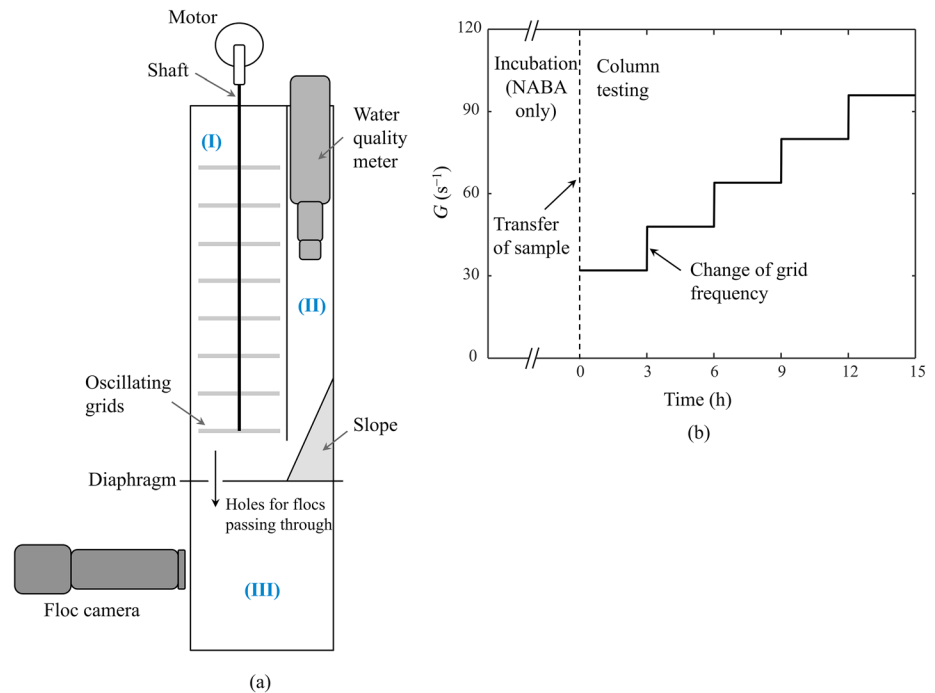 Motor
Shaft
(I)
Water
quality
meter
(II)
Oscillating
grids
Slope
Diaphragm
Holes for flocs
passing through
(III)
Floc camera
(a)
120
90
60
30
0
G (s⁻¹)
Incubation
(NABA
only)
Column
testing
Transfer
of sample
Change of grid
frequency
0 3 6 9 12 15
Time (h)
(b)